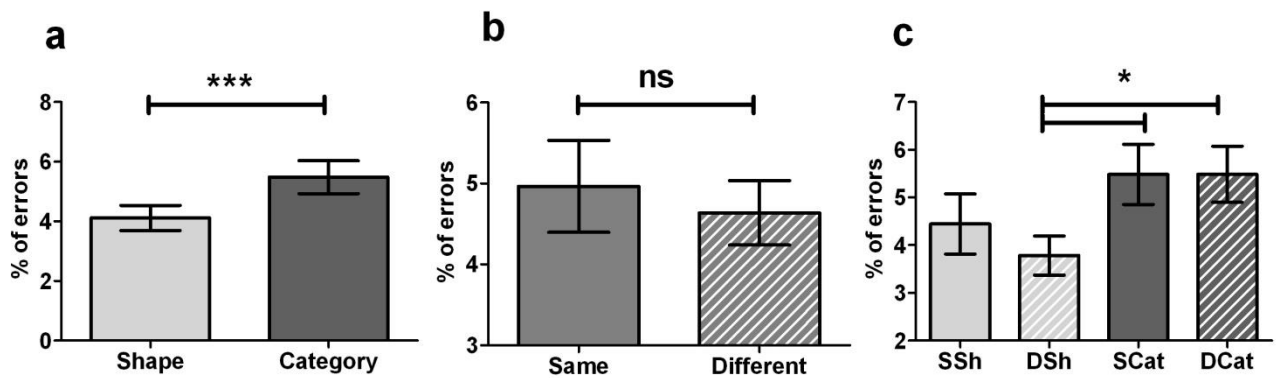 a
***
% of errors
8
6
4
2
0
Shape Category
b
ns
% of errors
6
5
4
3
Same Different
c
*
% of errors
7
6
5
4
3
2
SSh DSh SCat DCat